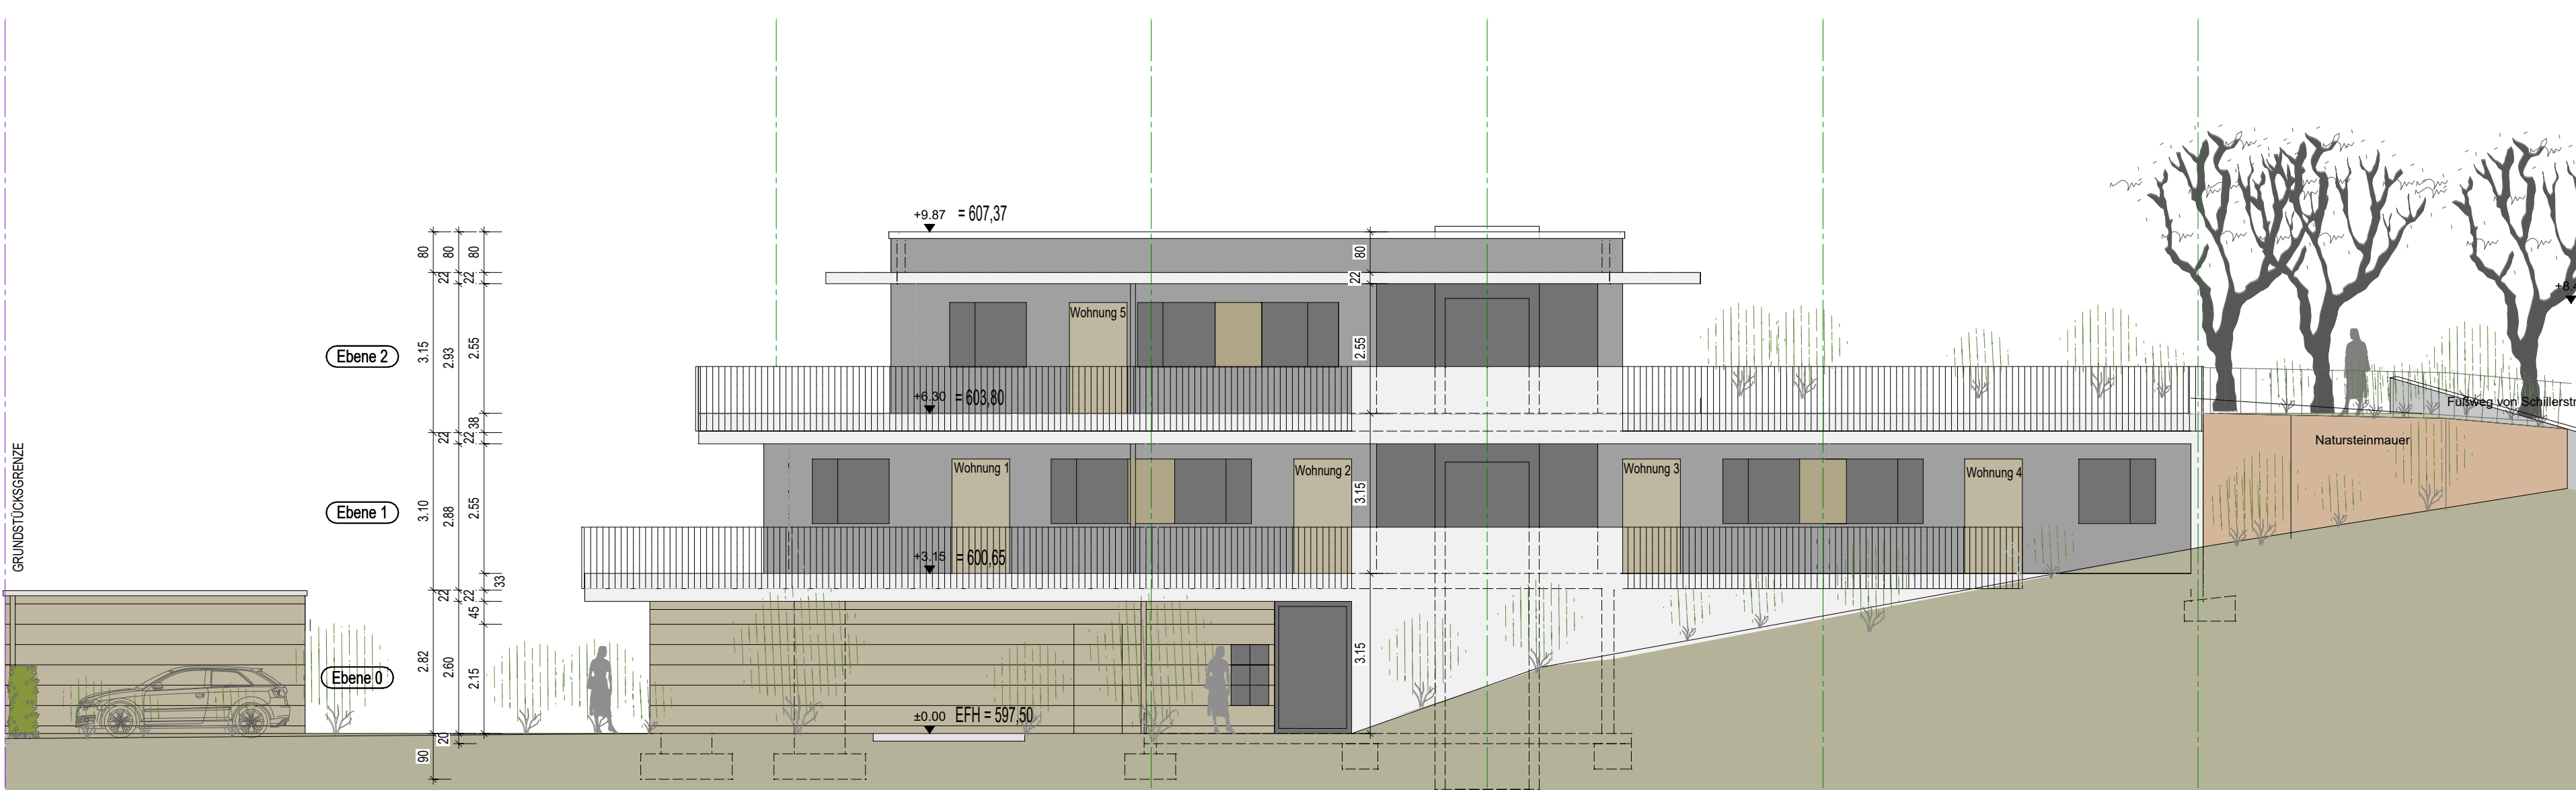 +9.87 = 607,37
80
80
80
80
22
22
22
+8.4
Wohnung 5
Ebene 2
3.15
2.93
2.55
2.55
+6.30 = 603,80
Fußweg von Schillerstr
38
22
22
Natursteinmauer
GRUNDSTÜCKSGRENZE
Wohnung 1
Wohnung 2
Wohnung 3
Wohnung 4
Ebene 1
3.10
2.88
2.55
3.15
+3.15 = 600,65
33
22
22
45
Ebene 0
2.82
2.60
2.15
3.15
±0.00 EFH = 597,50
20
90